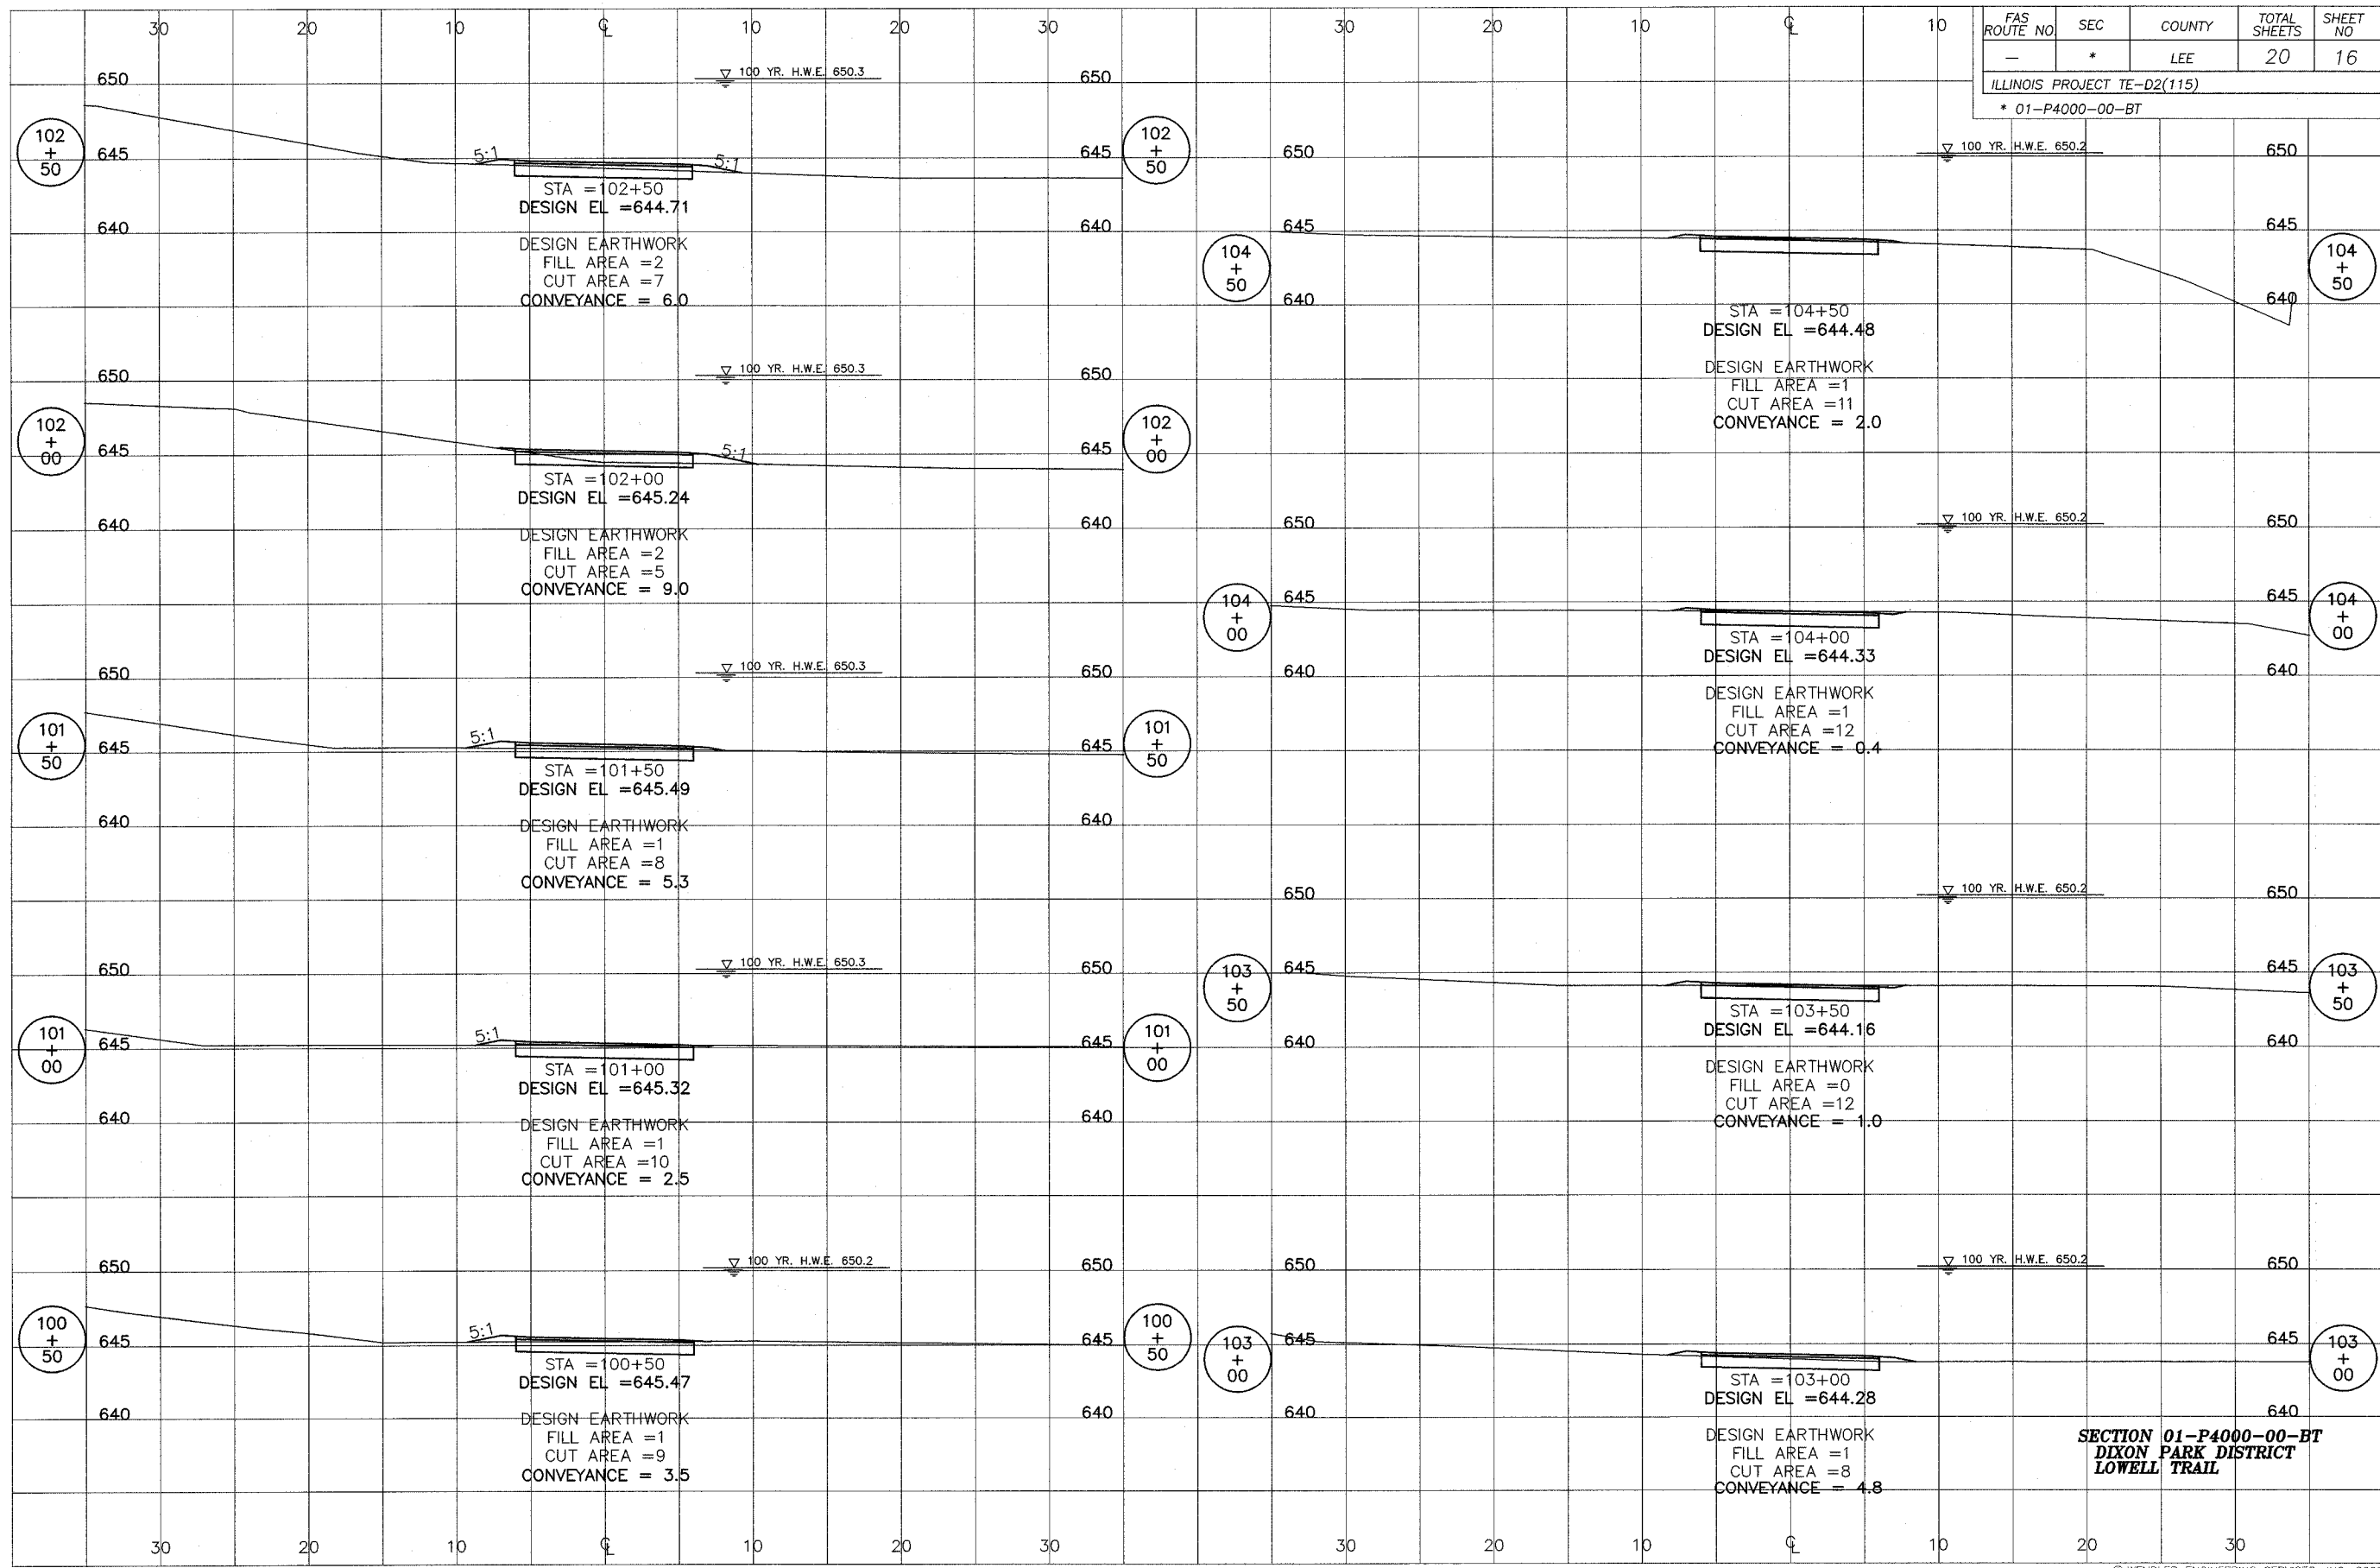 30 20 10 ℄ 10 20 30
30 20 10 ℄ 10
FAS ROUTE NO. SEC COUNTY TOTAL SHEETS SHEET NO
— * LEE 20 16
ILLINOIS PROJECT TE-D2(115)
* 01-P4000-00-BT
650 650
100 YR. H.W.E. 650.3
102 + 50
645 645
102 + 50
5:1 5:1
STA =102+50
DESIGN EL =644.71
640 640
DESIGN EARTHWORK
FILL AREA =2
CUT AREA =7
CONVEYANCE = 6.0
650 650
100 YR. H.W.E. 650.3
102 + 00
645 645
102 + 00
5:1
STA =102+00
DESIGN EL =645.24
640 640
DESIGN EARTHWORK
FILL AREA =2
CUT AREA =5
CONVEYANCE = 9.0
650 650
100 YR. H.W.E. 650.3
101 + 50
645 645
101 + 50
5:1
STA =101+50
DESIGN EL =645.49
640 640
DESIGN EARTHWORK
FILL AREA =1
CUT AREA =8
CONVEYANCE = 5.3
650 650
100 YR. H.W.E. 650.3
101 + 00
645 645
101 + 00
5:1
STA =101+00
DESIGN EL =645.32
640 640
DESIGN EARTHWORK
FILL AREA =1
CUT AREA =10
CONVEYANCE = 2.5
650 650
100 YR. H.W.E. 650.2
100 + 50
645 645
100 + 50
5:1
STA =100+50
DESIGN EL =645.47
640 640
DESIGN EARTHWORK
FILL AREA =1
CUT AREA =9
CONVEYANCE = 3.5
650 650
100 YR. H.W.E. 650.2
645 645
104 + 50
104 + 50
640 640
STA =104+50
DESIGN EL =644.48
DESIGN EARTHWORK
FILL AREA =1
CUT AREA =11
CONVEYANCE = 2.0
650 650
100 YR. H.W.E. 650.2
645 645
104 + 00
104 + 00
STA =104+00
DESIGN EL =644.33
640 640
DESIGN EARTHWORK
FILL AREA =1
CUT AREA =12
CONVEYANCE = 0.4
650 650
100 YR. H.W.E. 650.2
645 645
103 + 50
103 + 50
STA =103+50
DESIGN EL =644.16
640 640
DESIGN EARTHWORK
FILL AREA =0
CUT AREA =12
CONVEYANCE = 1.0
650 650
100 YR. H.W.E. 650.2
645 645
103 + 00
103 + 00
STA =103+00
DESIGN EL =644.28
640 640
DESIGN EARTHWORK
FILL AREA =1
CUT AREA =8
CONVEYANCE = 4.8
SECTION 01-P4000-00-BT
DIXON PARK DISTRICT
LOWELL TRAIL
30 20 10 ℄ 10 20 30
30 20 10 ℄ 10 20 30